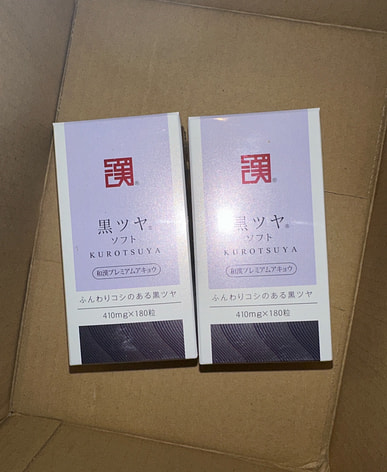 漢
黒ツヤ®
ソフト
KUROTSUYA
和漢プレミアムアキョウ
ふんわりコシのある黒ツヤ
410mg×180粒
漢
黒ツヤ®
ソフト
KUROTSUYA
和漢プレミアムアキョウ
ふんわりコシのある黒ツヤ
410mg×180粒